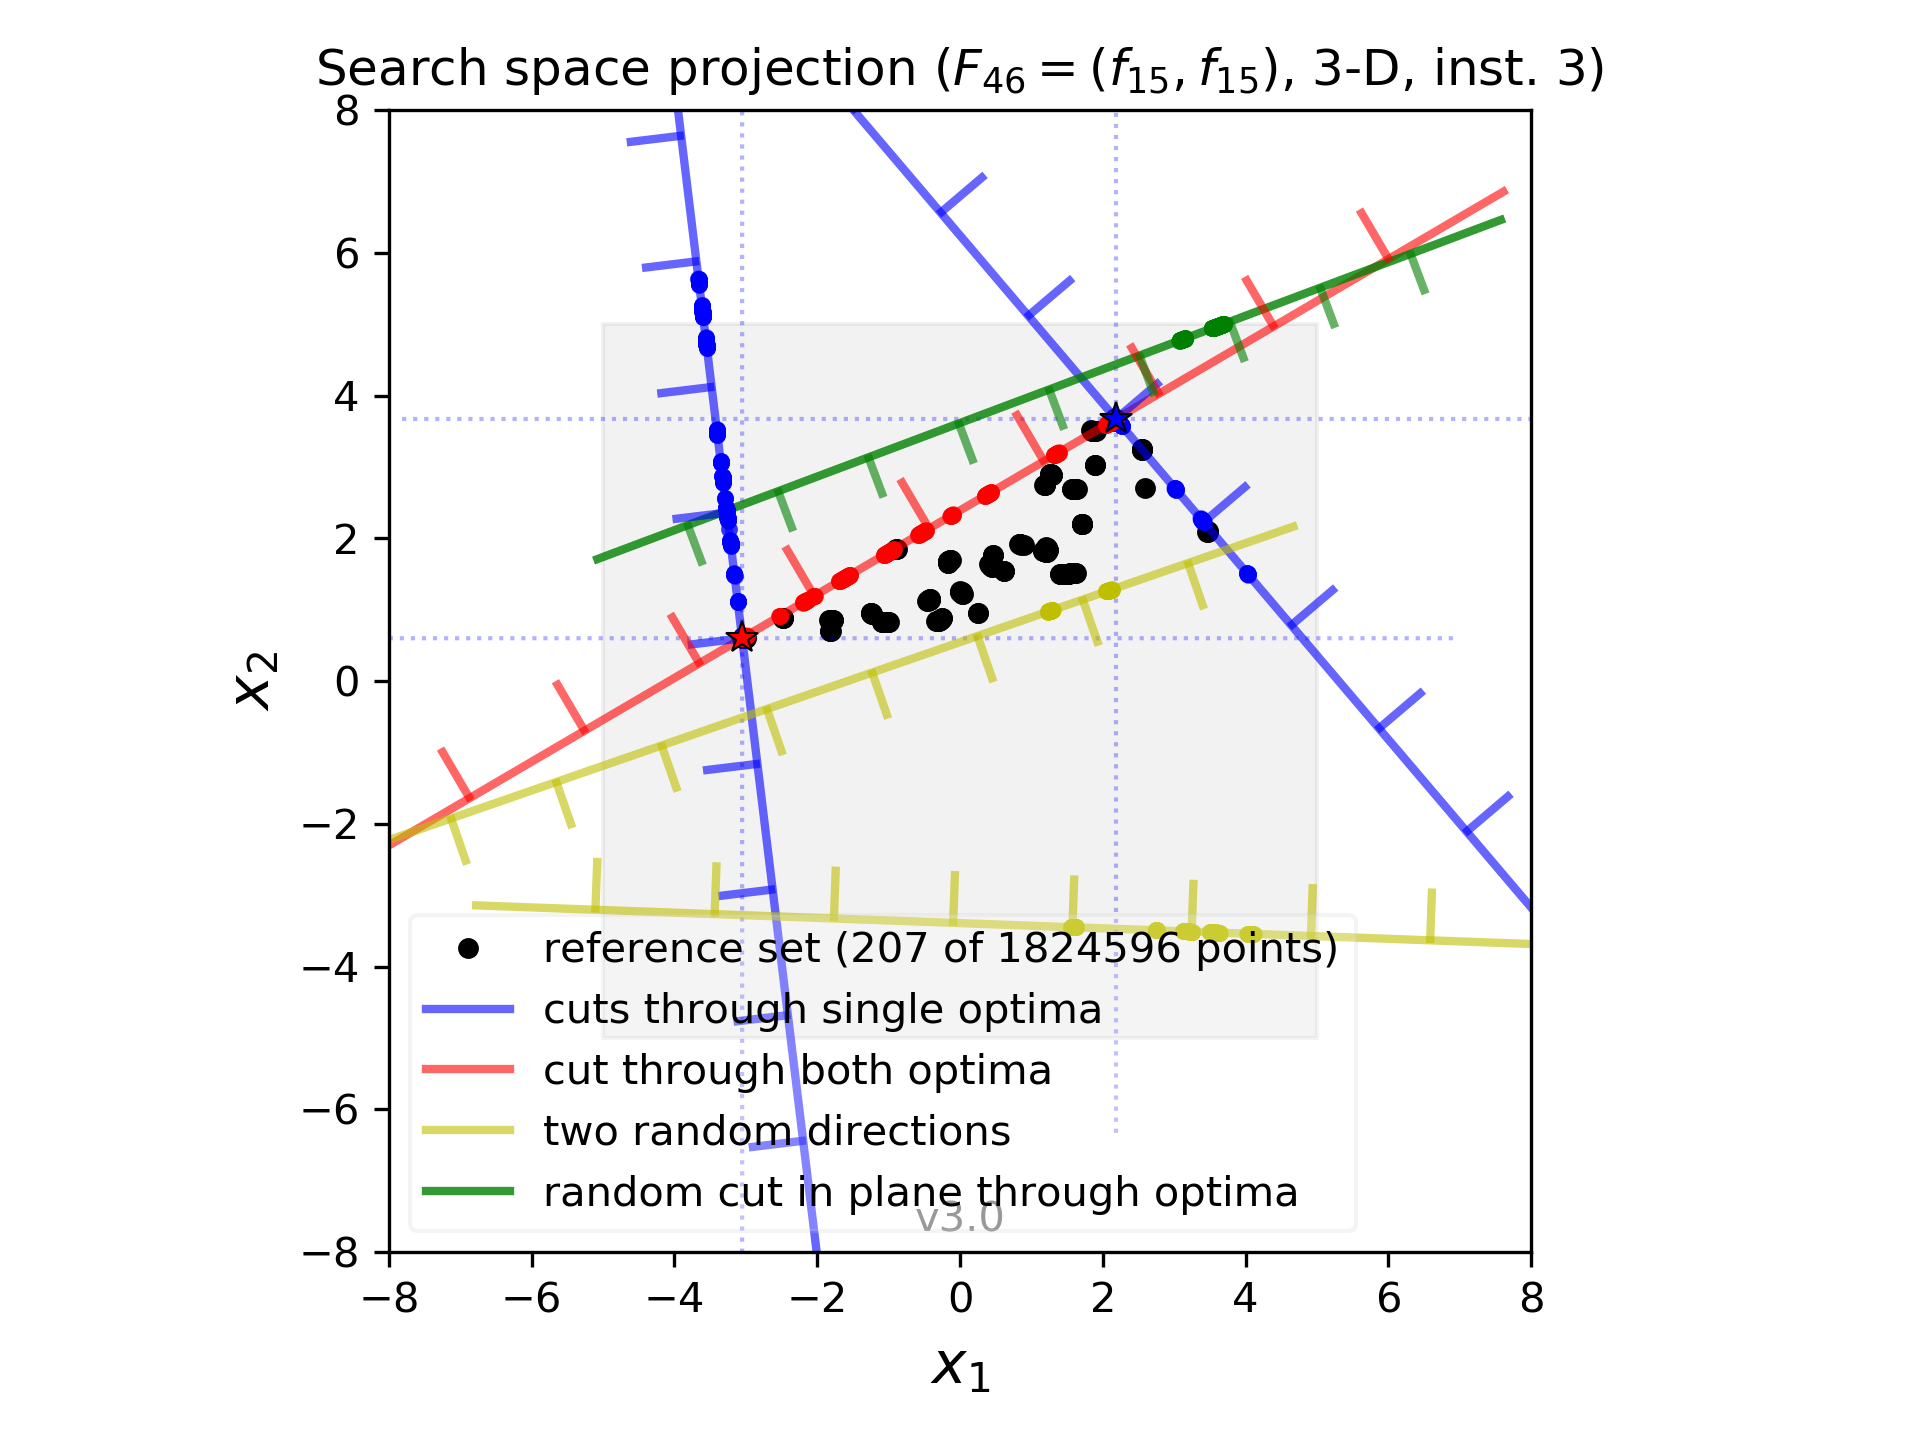 Search space projection (F₄₆ = (f₁₅, f₁₅), 3-D, inst. 3)
8
6
4
2
0
−2
−4
−6
−8
x₂
reference set (207 of 1824596 points)
cuts through single optima
cut through both optima
two random directions
random cut in plane through optima
v3.0
−8 −6 −4 −2 0 2 4 6 8
x₁